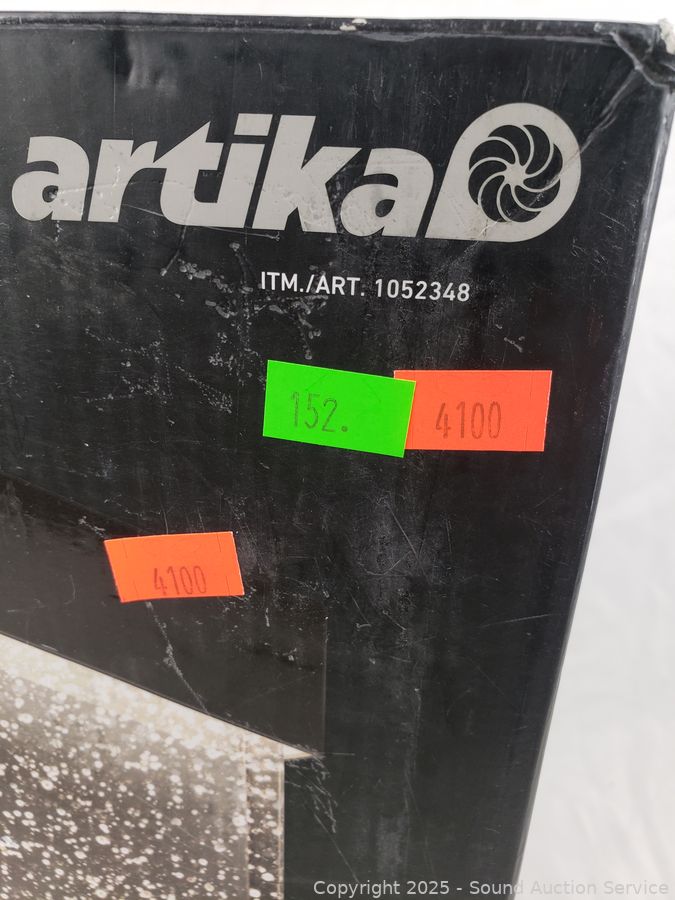 artika
ITM./ART. 1052348
152.
4100
4100
Copyright 2025 - Sound Auction Service